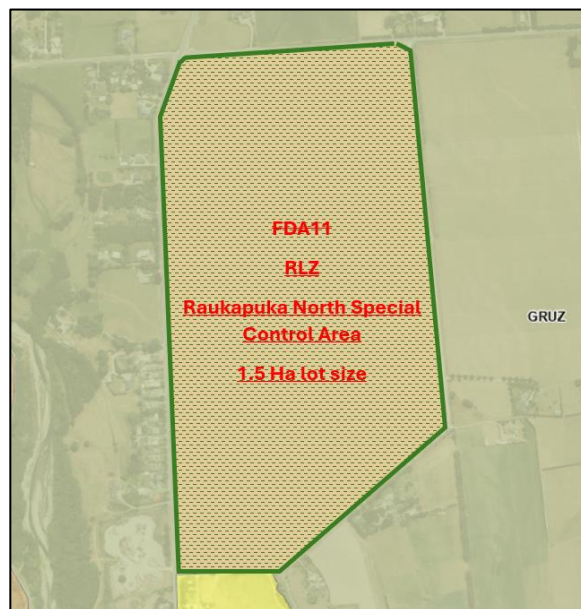 FDA11
RLZ
Raukapuka North Special
Control Area
1.5 Ha lot size
GRUZ